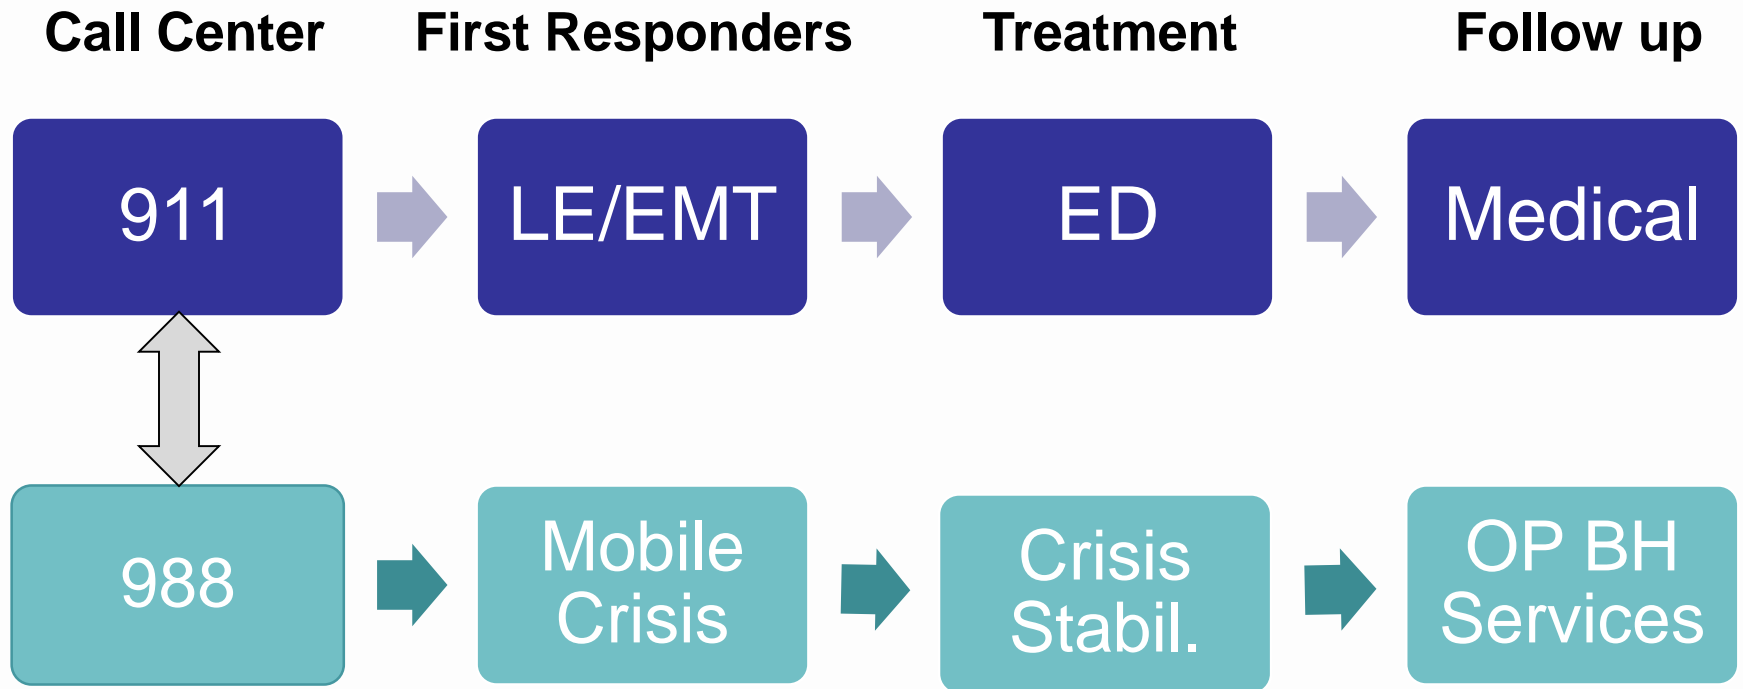 Call Center
First Responders
Treatment
Follow up
911
LE/EMT
ED
Medical
988
Mobile
Crisis
Crisis
Stabil.
OP BH
Services